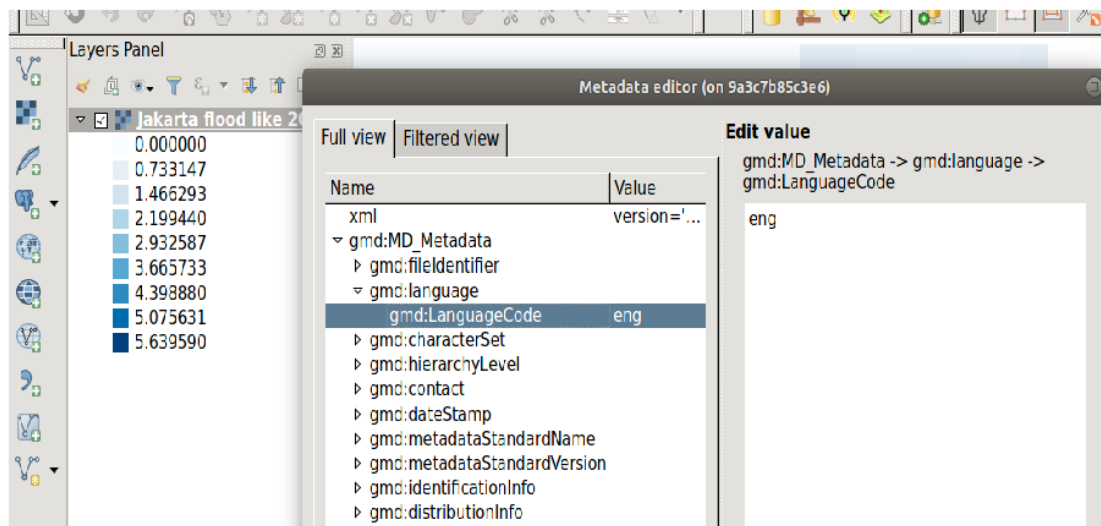 Layers Panel
Jakarta flood like 2
0.000000
0.733147
1.466293
2.199440
2.932587
3.665733
4.398880
5.075631
5.639590
Metadata editor (on 9a3c7b85c3e6)
Full view
Filtered view
Name
Value
xml
version='...
gmd:MD_Metadata
gmd:fileIdentifier
gmd:language
gmd:LanguageCode
eng
gmd:characterSet
gmd:hierarchyLevel
gmd:contact
gmd:dateStamp
gmd:metadataStandardName
gmd:metadataStandardVersion
gmd:identificationInfo
gmd:distributionInfo
Edit value
gmd:MD_Metadata -> gmd:language ->
gmd:LanguageCode
eng